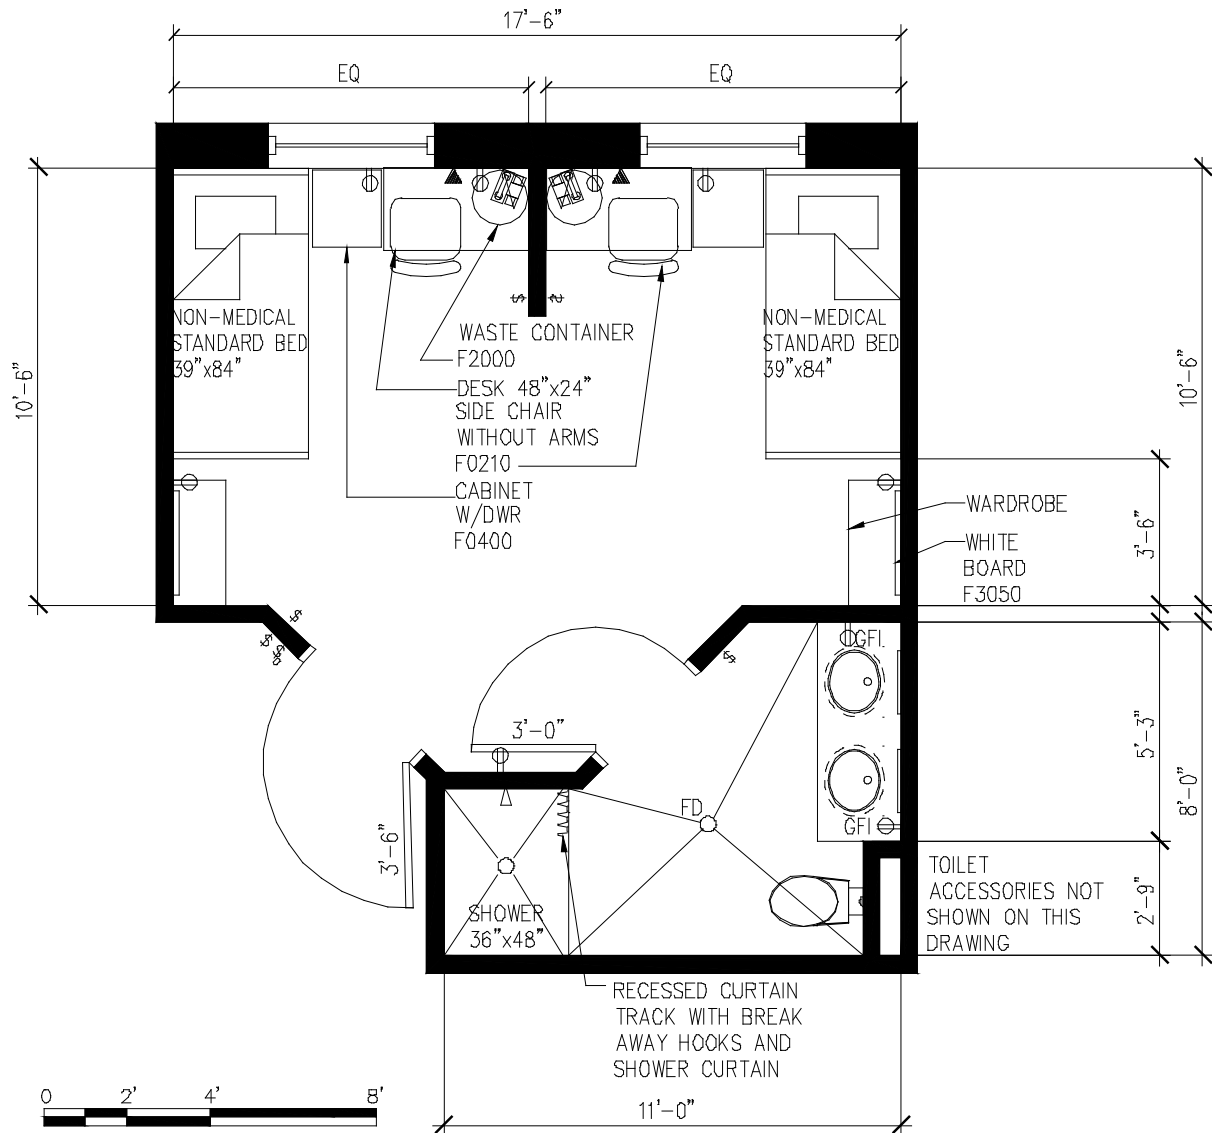 17'-6"
EQ
EQ
10'-6"
10'-6"
NON-MEDICAL
STANDARD BED
39"x84"
NON-MEDICAL
STANDARD BED
39"x84"
WASTE CONTAINER
F2000
DESK 48"x24"
SIDE CHAIR
WITHOUT ARMS
F0210
CABINET
W/DWR
F0400
WARDROBE
WHITE
BOARD
F3050
3'-6"
GFI
3'-0"
5'-3"
8'-0"
FD
GFI
3'-6"
SHOWER
36"x48"
TOILET
ACCESSORIES NOT
SHOWN ON THIS
DRAWING
2'-9"
RECESSED CURTAIN
TRACK WITH BREAK
AWAY HOOKS AND
SHOWER CURTAIN
0 2' 4' 8'
11'-0"